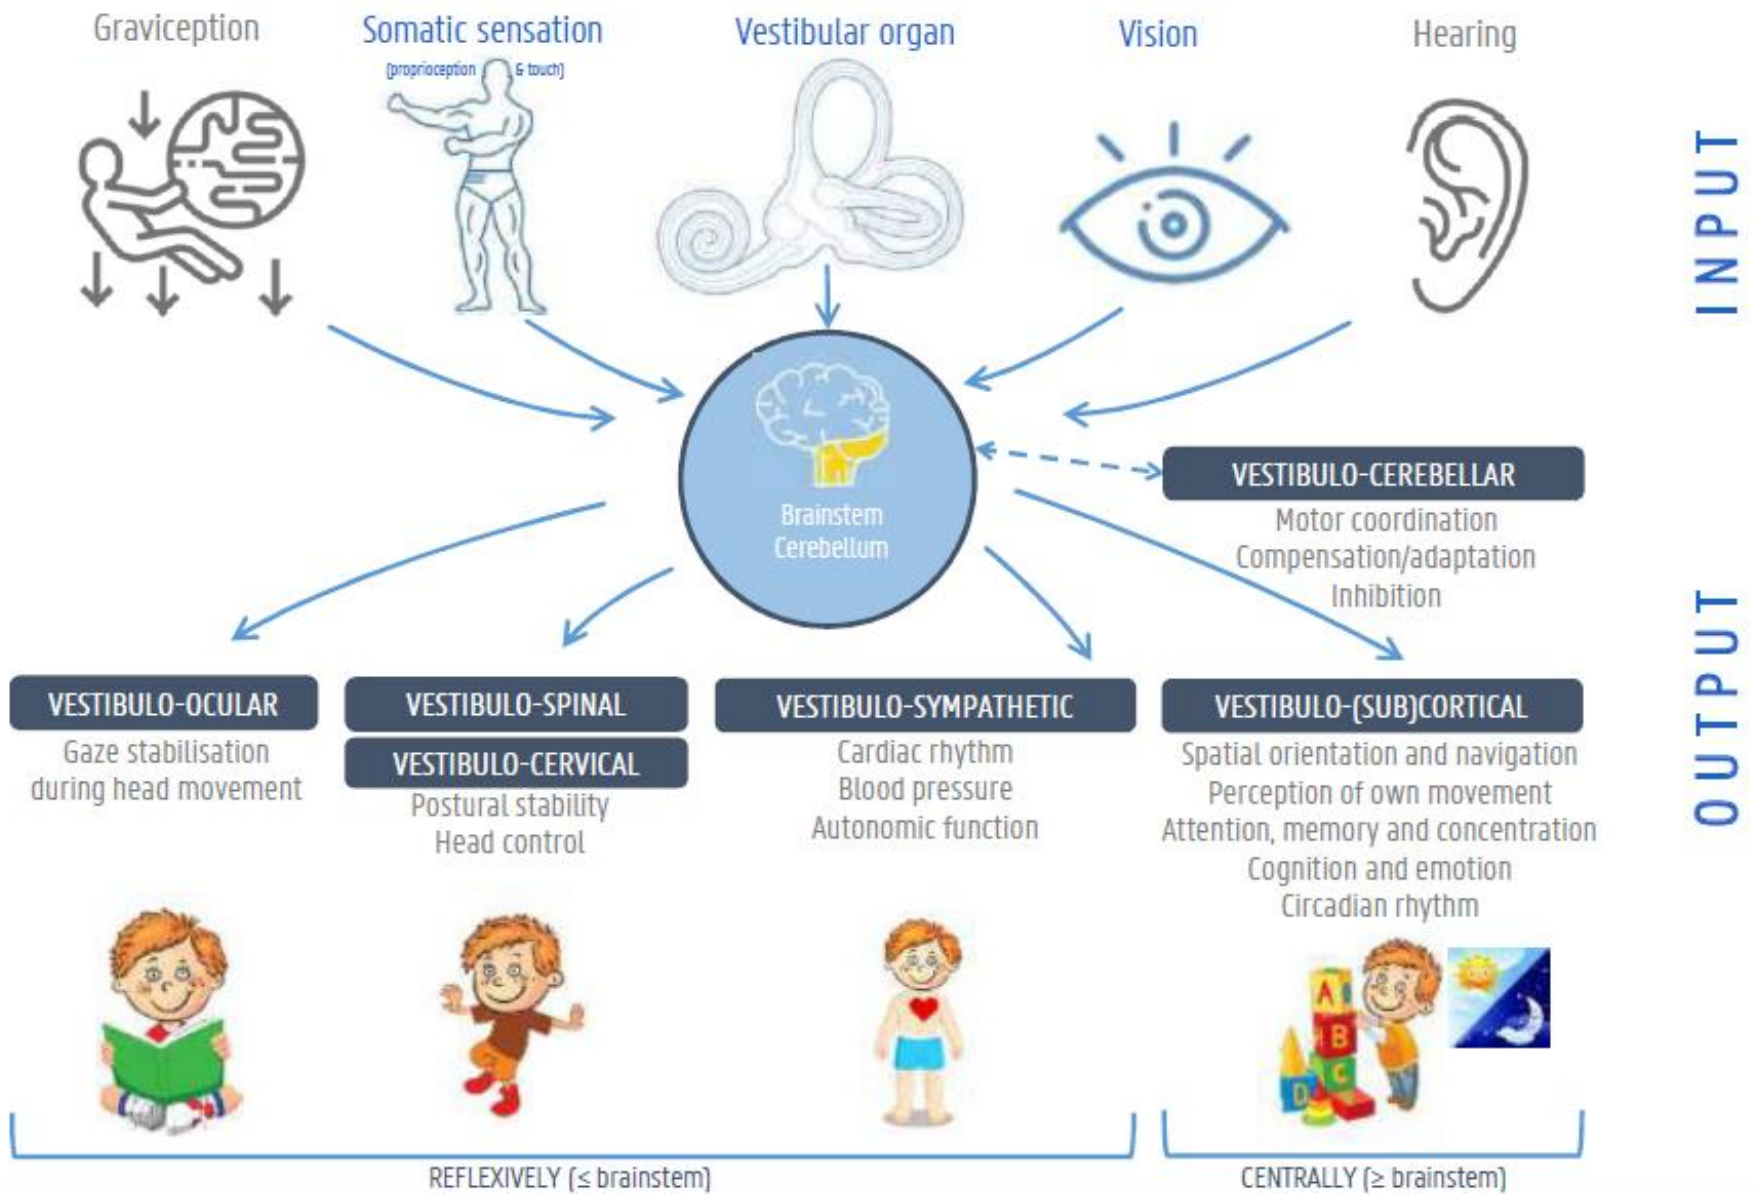 Graviception
Somatic sensation
(proprioception & touch)
Vestibular organ
Vision
Hearing
INPUT
Brainstem
Cerebellum
VESTIBULO-CEREBELLAR
Motor coordination
Compensation/adaptation
Inhibition
OUTPUT
VESTIBULO-OCULAR
Gaze stabilisation
during head movement
VESTIBULO-SPINAL
VESTIBULO-CERVICAL
Postural stability
Head control
VESTIBULO-SYMPATHETIC
Cardiac rhythm
Blood pressure
Autonomic function
VESTIBULO-(SUB)CORTICAL
Spatial orientation and navigation
Perception of own movement
Attention, memory and concentration
Cognition and emotion
Circadian rhythm
A
B
C
D
REFLEXIVELY (≤ brainstem)
CENTRALLY (≥ brainstem)